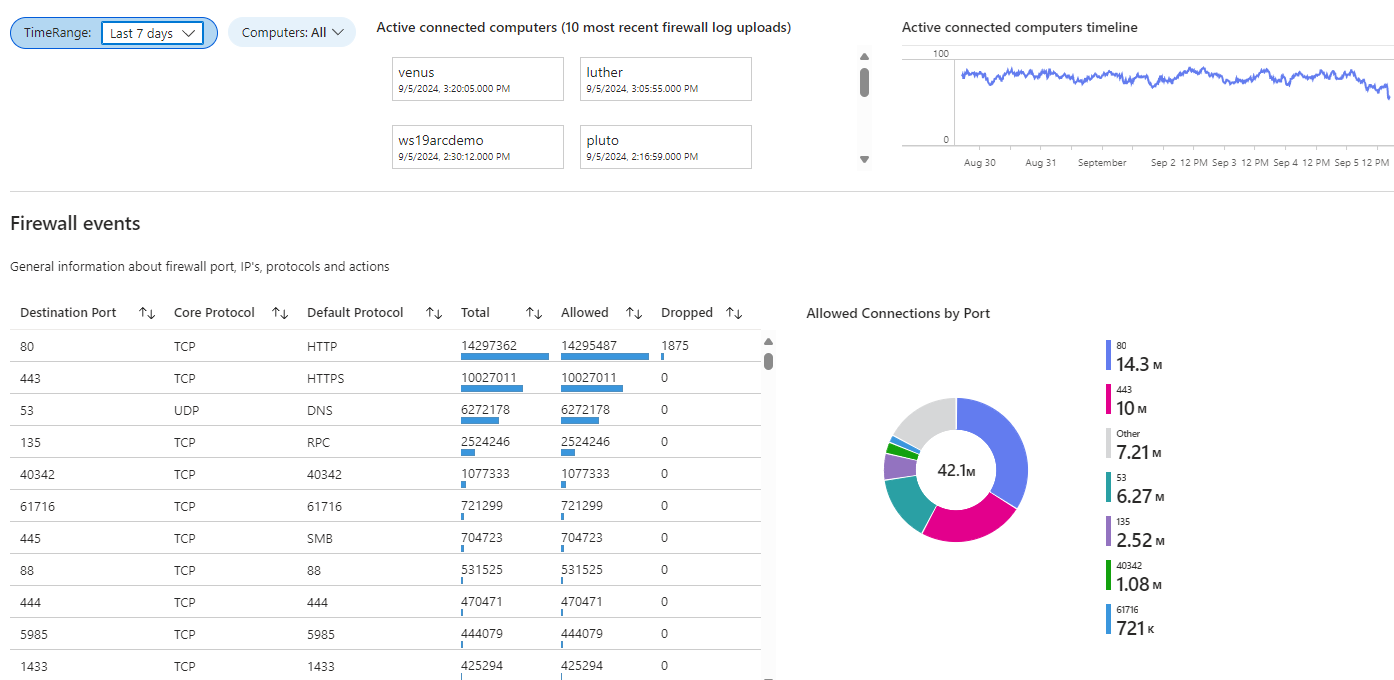 TimeRange: Last 7 days
Computers: All
Active connected computers (10 most recent firewall log uploads)
venus
9/5/2024, 3:20:05.000 PM
luther
9/5/2024, 3:05:55.000 PM
ws19arcdemo
9/5/2024, 2:30:12.000 PM
pluto
9/5/2024, 2:16:59.000 PM
Active connected computers timeline
100
0
Aug 30 Aug 31 September Sep 2 12 PM Sep 3 12 PM Sep 4 12 PM Sep 5 12 PM
Firewall events
General information about firewall port, IP's, protocols and actions
Destination Port Core Protocol Default Protocol Total Allowed Dropped
80 TCP HTTP 14297362 14295487 1875
443 TCP HTTPS 10027011 10027011 0
53 UDP DNS 6272178 6272178 0
135 TCP RPC 2524246 2524246 0
40342 TCP 40342 1077333 1077333 0
61716 TCP 61716 721299 721299 0
445 TCP SMB 704723 704723 0
88 TCP 88 531525 531525 0
444 TCP 444 470471 470471 0
5985 TCP 5985 444079 444079 0
1433 TCP 1433 425294 425294 0
Allowed Connections by Port
42.1M
80
14.3 M
443
10 M
Other
7.21 M
53
6.27 M
135
2.52 M
40342
1.08 M
61716
721 K